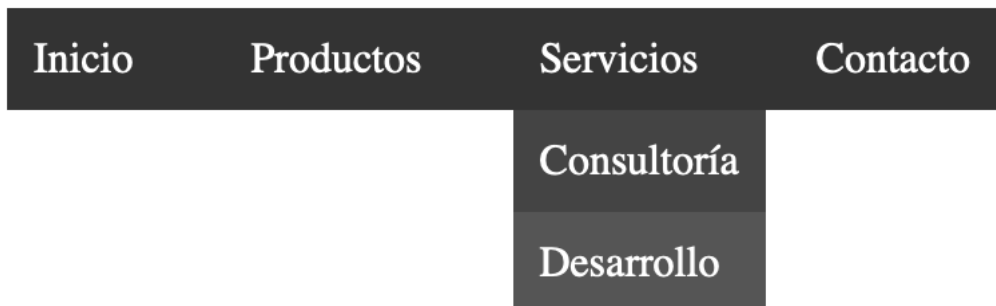 Inicio Productos Servicios Contacto
Consultoría
Desarrollo